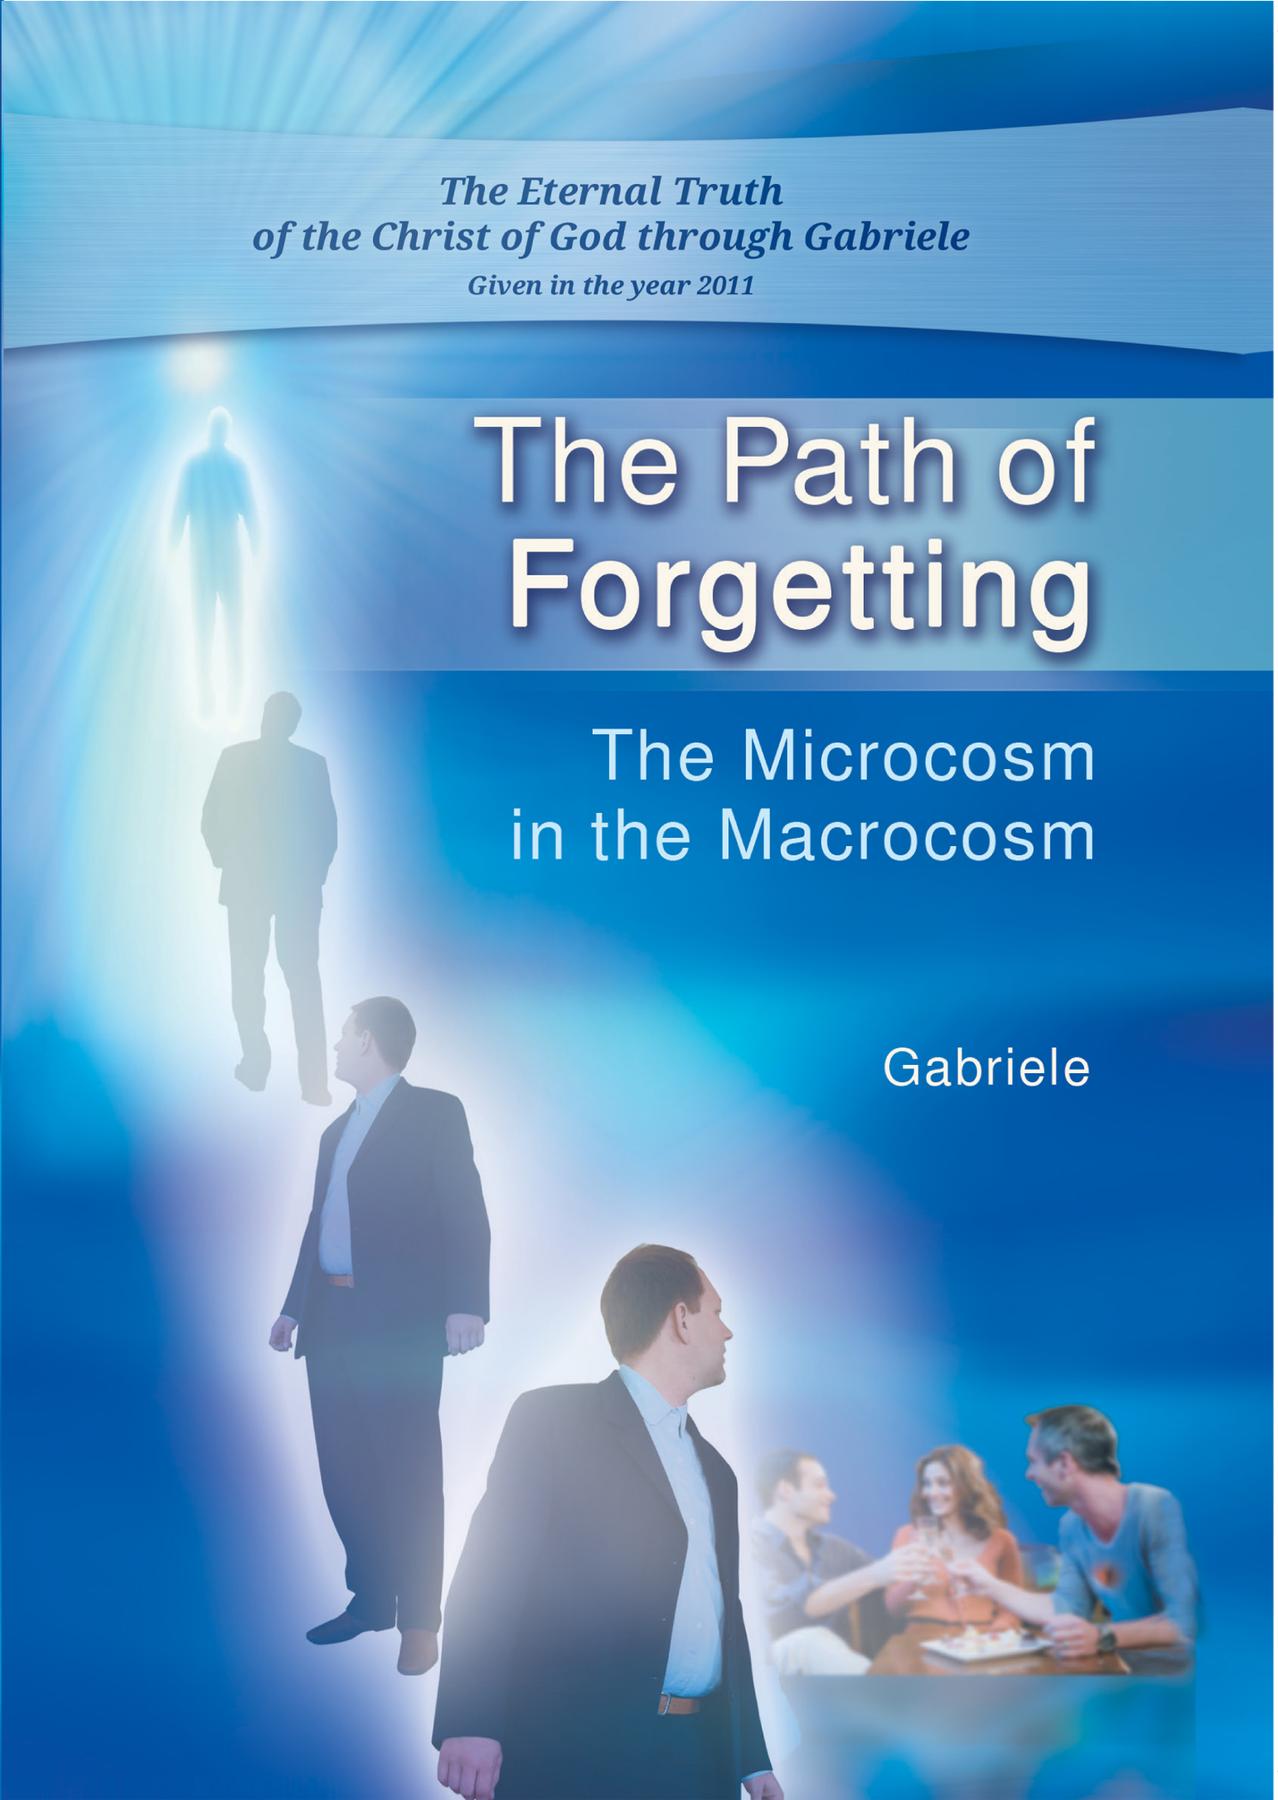 The Eternal Truth
of the Christ of God through Gabriele
Given in the year 2011
The Path of
Forgetting
The Microcosm
in the Macrocosm
Gabriele